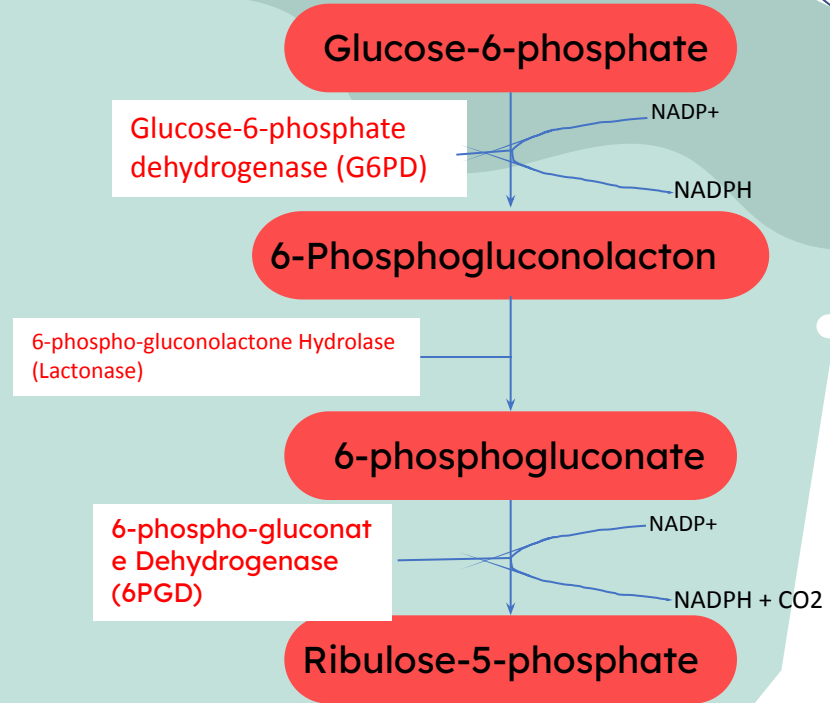 Glucose-6-phosphate
Glucose-6-phosphate
dehydrogenase (G6PD)
NADP+
NADPH
6-Phosphogluconolacton
6-phospho-gluconolactone Hydrolase
(Lactonase)
6-phosphogluconate
6-phospho-gluconat
e Dehydrogenase
(6PGD)
NADP+
NADPH + CO2
Ribulose-5-phosphate